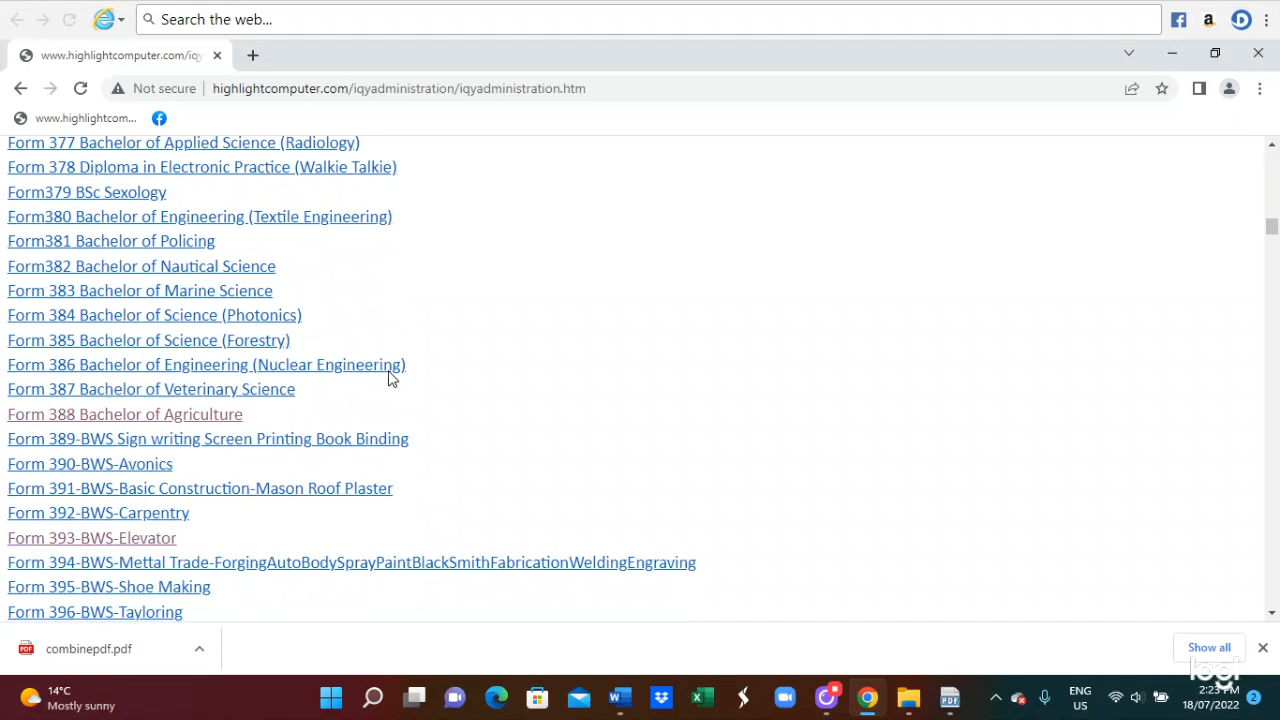 Search the web...
www.highlightcomputer.com/iqy
Not secure highlightcomputer.com/iqyadministration/iqyadministration.htm
www.highlightcom...
Form 377 Bachelor of Applied Science (Radiology)
Form 378 Diploma in Electronic Practice (Walkie Talkie)
Form379 BSc Sexology
Form380 Bachelor of Engineering (Textile Engineering)
Form381 Bachelor of Policing
Form382 Bachelor of Nautical Science
Form 383 Bachelor of Marine Science
Form 384 Bachelor of Science (Photonics)
Form 385 Bachelor of Science (Forestry)
Form 386 Bachelor of Engineering (Nuclear Engineering)
Form 387 Bachelor of Veterinary Science
Form 388 Bachelor of Agriculture
Form 389-BWS Sign writing Screen Printing Book Binding
Form 390-BWS-Avonics
Form 391-BWS-Basic Construction-Mason Roof Plaster
Form 392-BWS-Carpentry
Form 393-BWS-Elevator
Form 394-BWS-Mettal Trade-ForgingAutoBodySprayPaintBlackSmithFabricationWeldingEngraving
Form 395-BWS-Shoe Making
Form 396-BWS-Tayloring
combinepdf.pdf
Show all
14°C
Mostly sunny
ENG
US
2:23 PM
18/07/2022
2